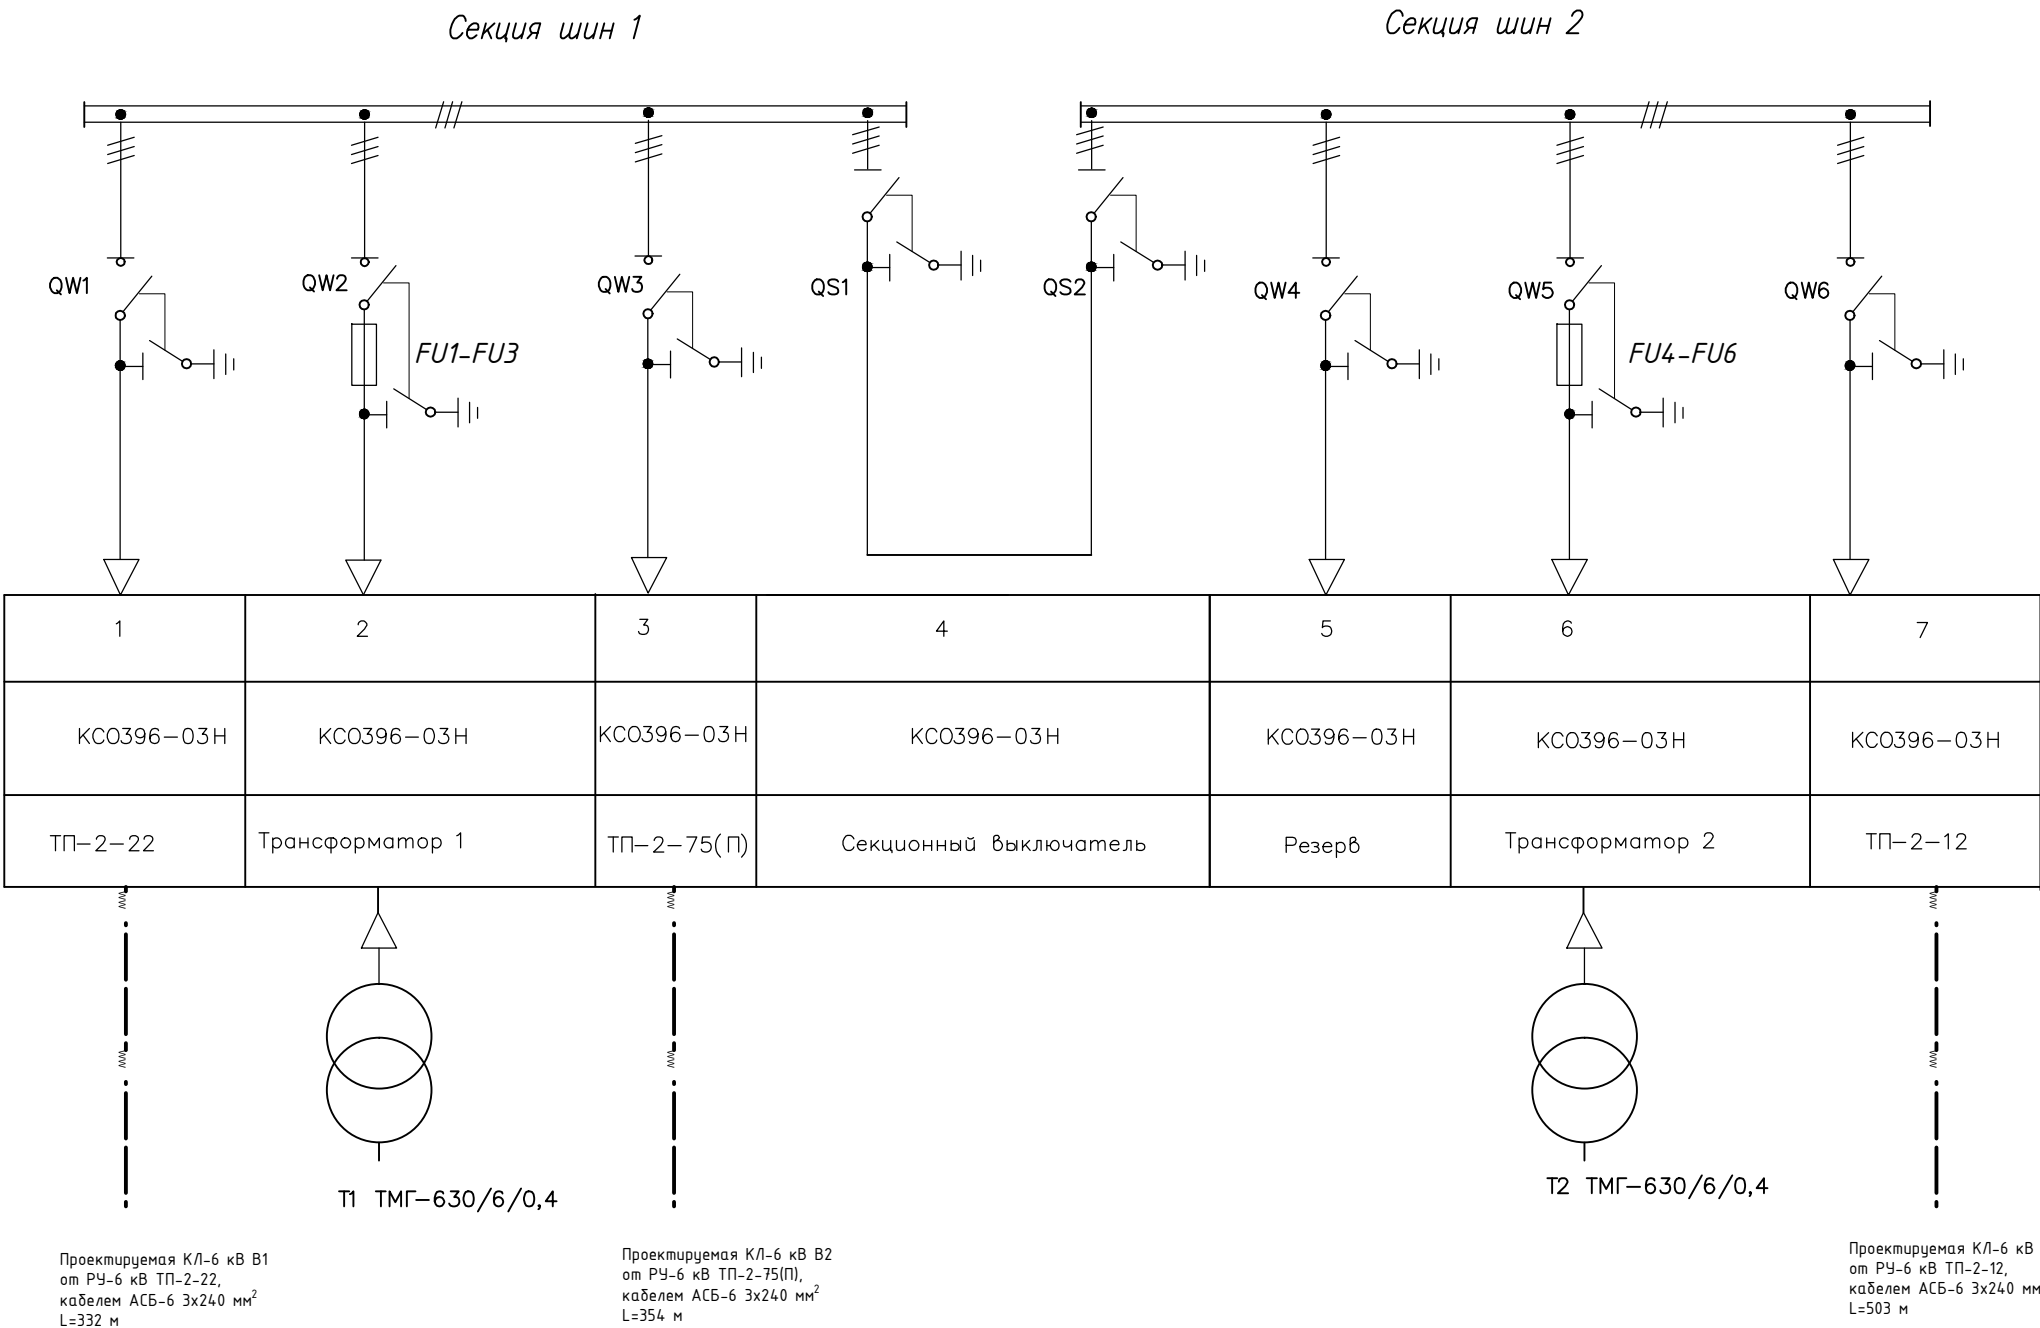 Секция шин 1
Секция шин 2
QW1
QW2
QW3
QS1
QS2
QW4
QW5
QW6
FU1-FU3
FU4-FU6
1
2
3
4
5
6
7
КСО396-03Н
КСО396-03Н
КСО396-03Н
КСО396-03Н
КСО396-03Н
КСО396-03Н
КСО396-03Н
ТП-2-22
Трансформатор 1
ТП-2-75(П)
Секционный выключатель
Резерв
Трансформатор 2
ТП-2-12
Т1 ТМГ-630/6/0,4
Т2 ТМГ-630/6/0,4
Проектируемая КЛ-6 кВ В1
от РУ-6 кВ ТП-2-22,
кабелем АСБ-6 3х240 мм²
L=332 м
Проектируемая КЛ-6 кВ В2
от РУ-6 кВ ТП-2-75(П),
кабелем АСБ-6 3х240 мм²
L=354 м
Проектируемая КЛ-6 кВ
от РУ-6 кВ ТП-2-12,
кабелем АСБ-6 3х240 мм
L=503 м